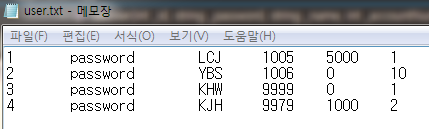 user.txt - 메모장
파일(F) 편집(E) 서식(O) 보기(V) 도움말(H)
1 password LCJ 1005 5000 1
2 password YBS 1006 0 10
3 password KHW 9999 0 1
4 password KJH 9979 1000 2